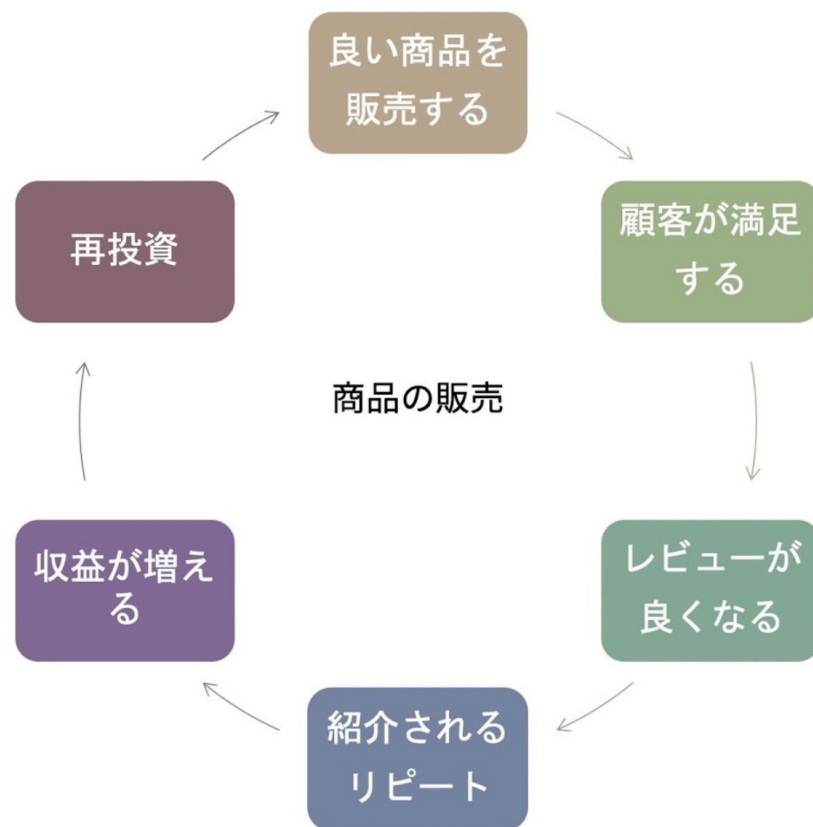 良い商品を
販売する
顧客が満足
する
レビューが
良くなる
紹介される
リピート
収益が増え
る
再投資
商品の販売